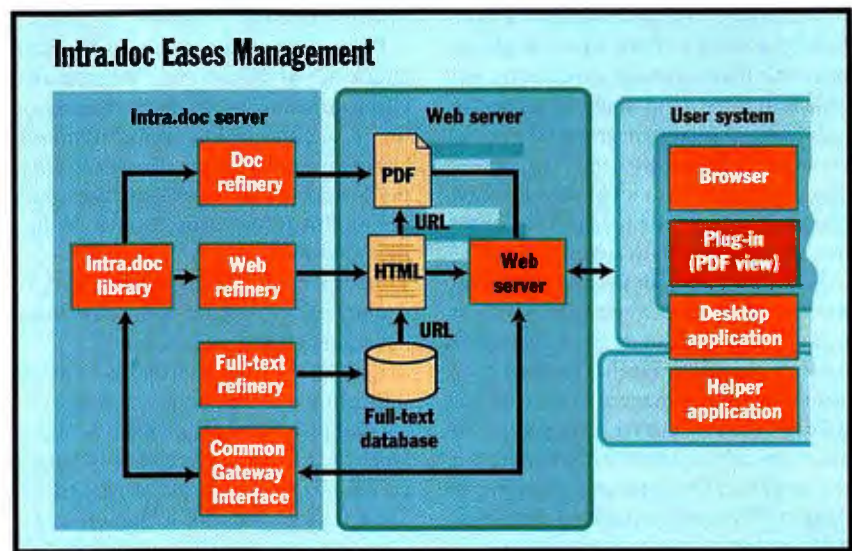 Intra.doc Eases Management
Intra.doc server
Web server
User system
Doc
refinery
PDF
Browser
URL
Plug-in
(PDF view)
Intra.doc
library
Web
refinery
HTML
Web
server
URL
Desktop
application
Full-text
refinery
Full-text
database
Helper
application
Common
Gateway
Interface